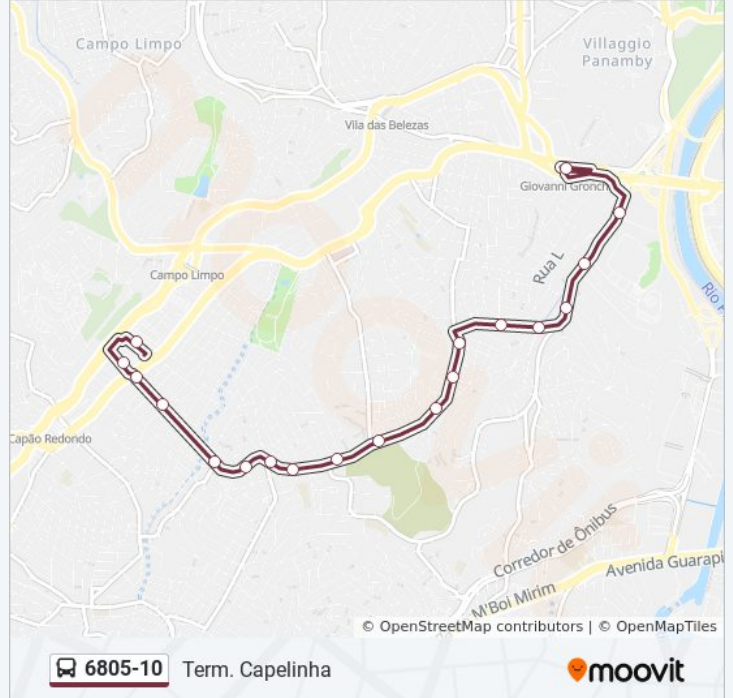 Campo Limpo
Villaggio
Panamby
Vila das Belezas
Giovanni Gronch
Rua L
Campo Limpo
Rio
Capão Redondo
Corredor de Ônibus
Avenida Guarapi
M'Boi Mirim
© OpenStreetMap contributors | © OpenMapTiles
6805-10 Term. Capelinha
moovit